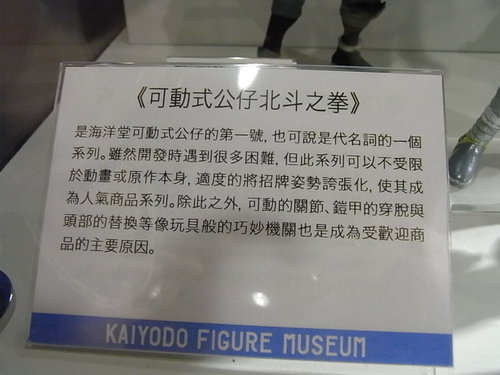 《可動式公仔北斗之拳》
是海洋堂可動式公仔的第一號, 也可說是代名詞的一個
系列。雖然開發時遇到很多困難, 但此系列可以不受限
於動畫或原作本身, 適度的將招牌姿勢誇張化, 使其成
為人氣商品系列。除此之外, 可動的關節、鎧甲的穿脫與
頭部的替換等像玩具般的巧妙機關也是成為受歡迎商
品的主要原因。
KAIYODO FIGURE MUSEUM